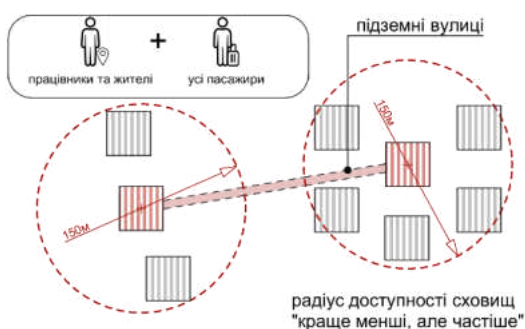 підземні вулиці
+
працівники та жителі
усі пасажири
150м
150м
радіус доступності сховищ
"краще менші, але частіше"